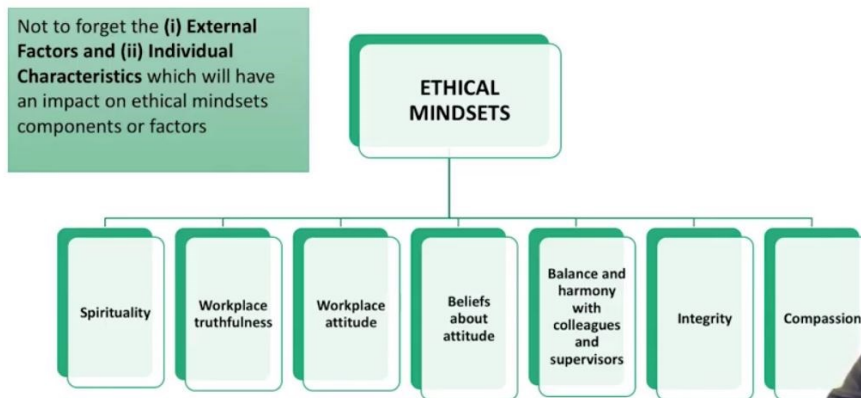 Not to forget the (i) External
Factors and (ii) Individual
Characteristics which will have
an impact on ethical mindsets
components or factors
ETHICAL
MINDSETS
Spirituality
Workplace
truthfulness
Workplace
attitude
Beliefs
about
attitude
Balance and
harmony
with
colleagues
and
supervisors
Integrity
Compassion